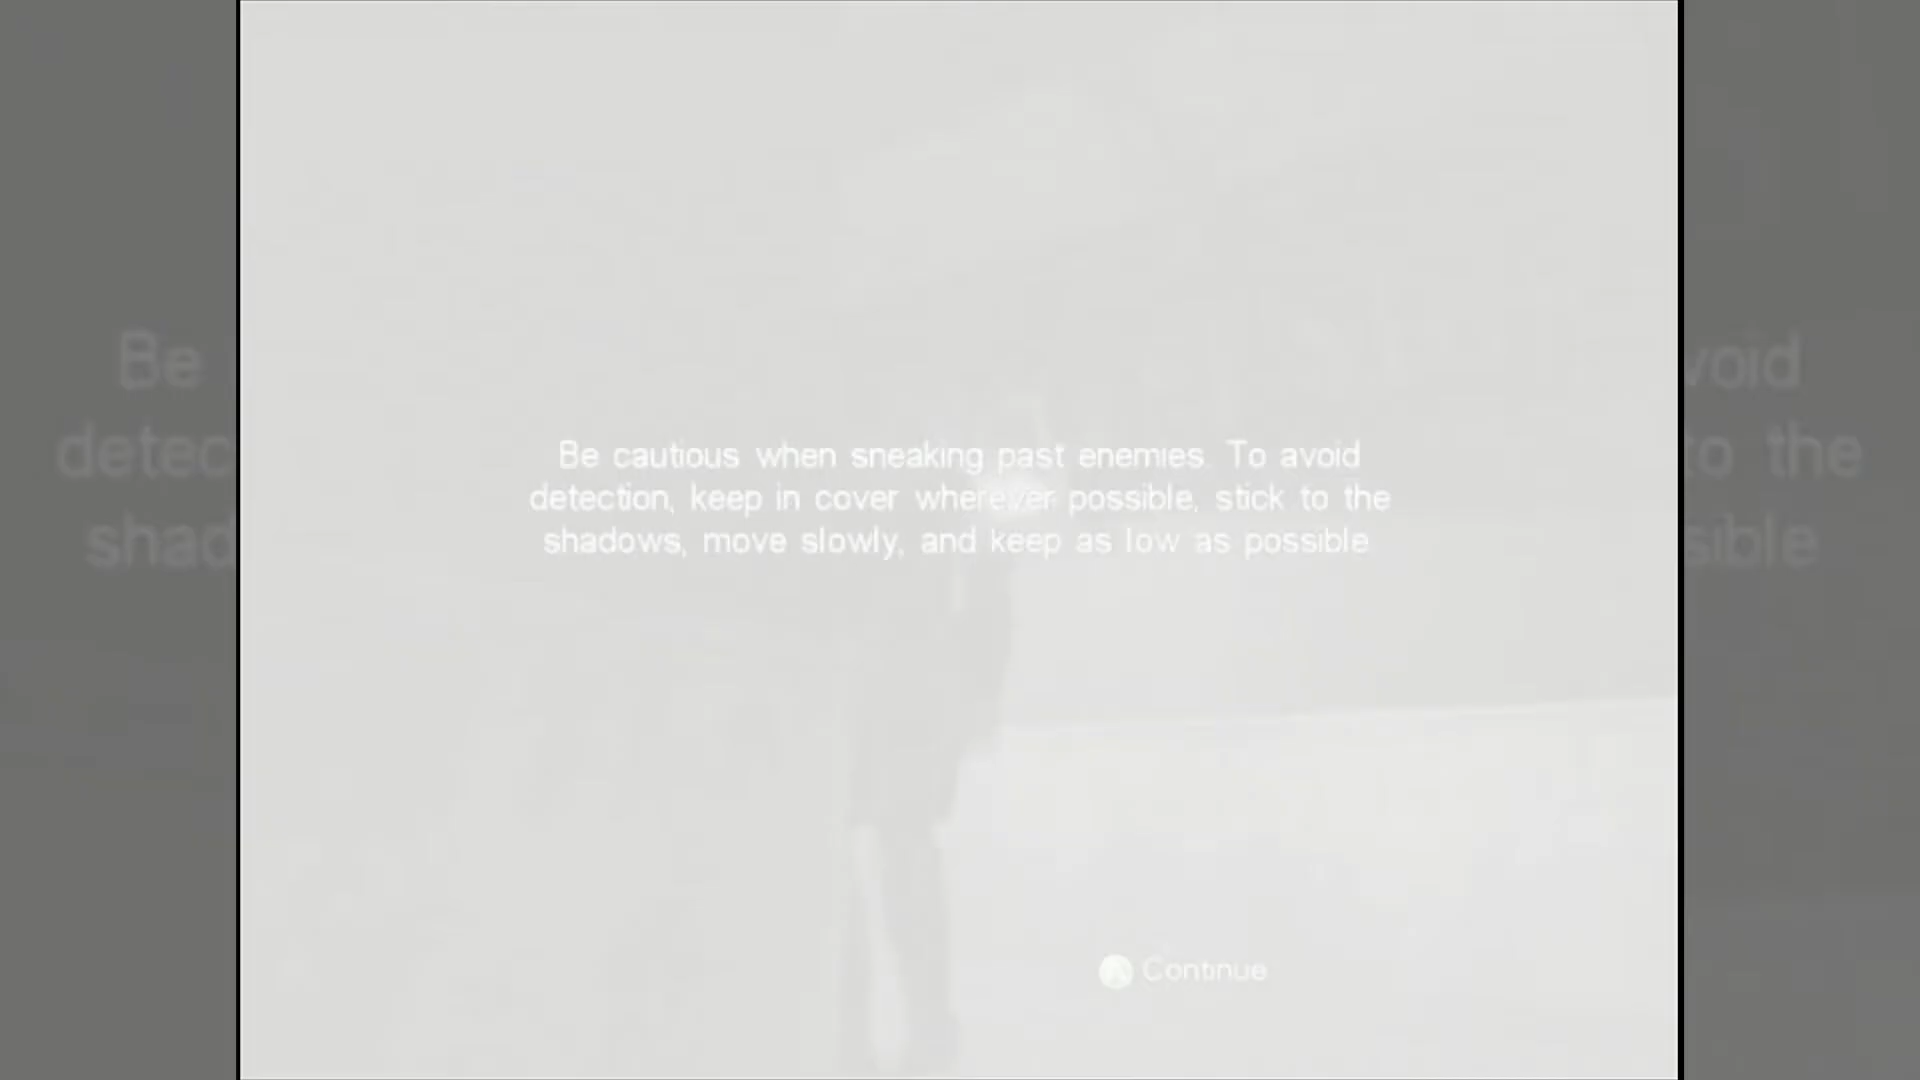 Be cautious when sneaking past enemies. To avoid
detection, keep in cover wherever possible, stick to the
shadows, move slowly, and keep as low as possible
A Continue